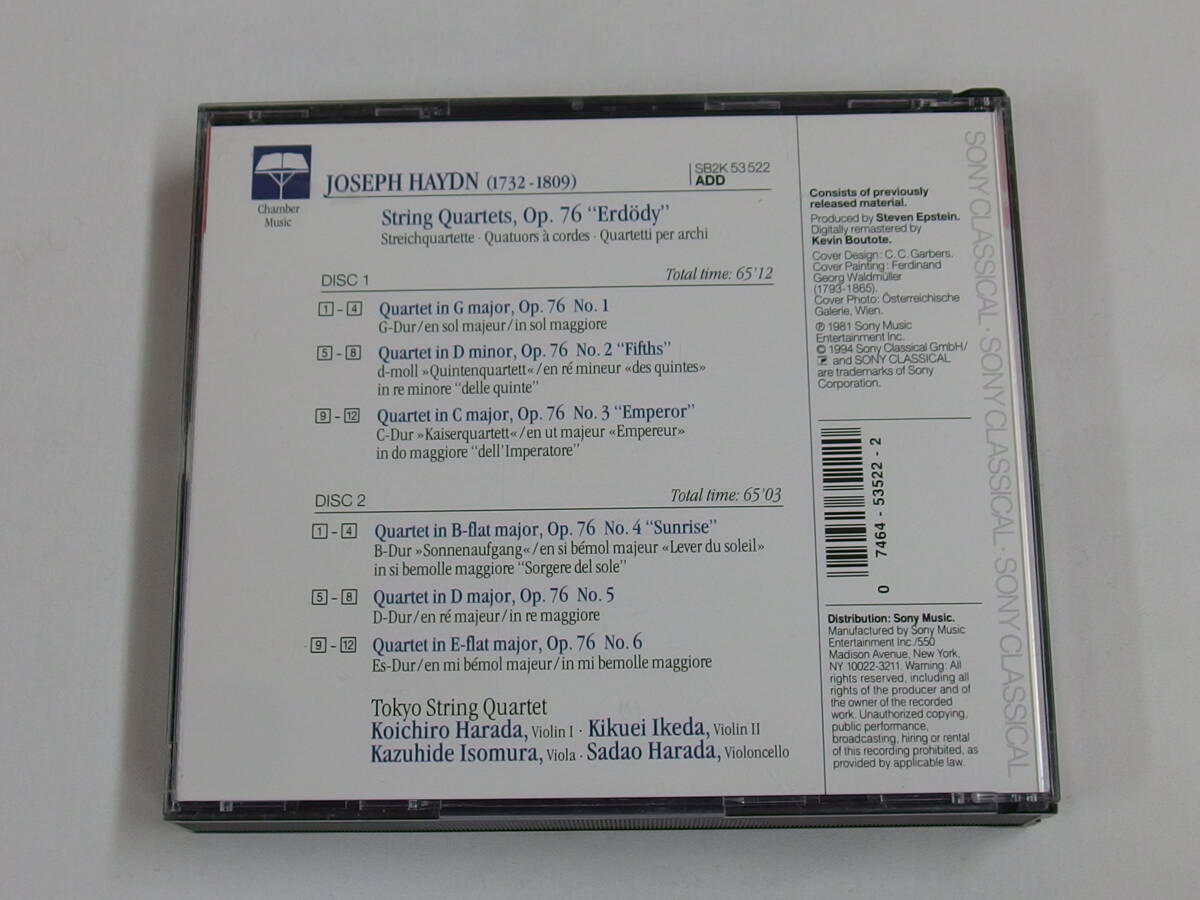 Chamber
Music
JOSEPH HAYDN (1732-1809)
SB2K 53 522
ADD
String Quartets, Op. 76 “Erdödy”
Streichquartette · Quatuors à cordes · Quartetti per archi
DISC 1
Total time: 65'12
1 - 4 Quartet in G major, Op. 76 No. 1
G-Dur/en sol majeur/in sol maggiore
5 - 8 Quartet in D minor, Op. 76 No. 2 “Fifths”
d-moll »Quintenquartett«/en ré mineur «des quintes»
in re minore “delle quinte”
9 - 12 Quartet in C major, Op. 76 No. 3 “Emperor”
C-Dur »Kaiserquartett«/en ut majeur «Empereur»
in do maggiore “dell'Imperatore”
DISC 2
Total time: 65'03
1 - 4 Quartet in B-flat major, Op. 76 No. 4 “Sunrise”
B-Dur »Sonnenaufgang«/en si bémol majeur «Lever du soleil»
in si bemolle maggiore “Sorgere del sole”
5 - 8 Quartet in D major, Op. 76 No. 5
D-Dur/en ré majeur/in re maggiore
9 - 12 Quartet in E-flat major, Op. 76 No. 6
Es-Dur/en mi bémol majeur/in mi bemolle maggiore
Tokyo String Quartet
Koichiro Harada, Violin I · Kikuei Ikeda, Violin II
Kazuhide Isomura, Viola · Sadao Harada, Violoncello
Consists of previously
released material.
Produced by Steven Epstein.
Digitally remastered by
Kevin Boutote.
Cover Design: C. C. Garbers.
Cover Painting: Ferdinand
Georg Waldmüller
(1793-1865).
Cover Photo: Österreichische
Galerie, Wien.
℗ 1981 Sony Music
Entertainment Inc.
© 1994 Sony Classical GmbH/
and SONY CLASSICAL
are trademarks of Sony
Corporation.
0 7464 - 53522 - 2
Distribution: Sony Music.
Manufactured by Sony Music
Entertainment Inc./550
Madison Avenue, New York,
NY 10022-3211. Warning: All
rights reserved, including all
rights of the producer and of
the owner of the recorded
work. Unauthorized copying,
public performance,
broadcasting, hiring or rental
of this recording prohibited, as
provided by applicable law.
SONY CLASSICAL · SONY CLASSICAL · SONY CLASSICAL